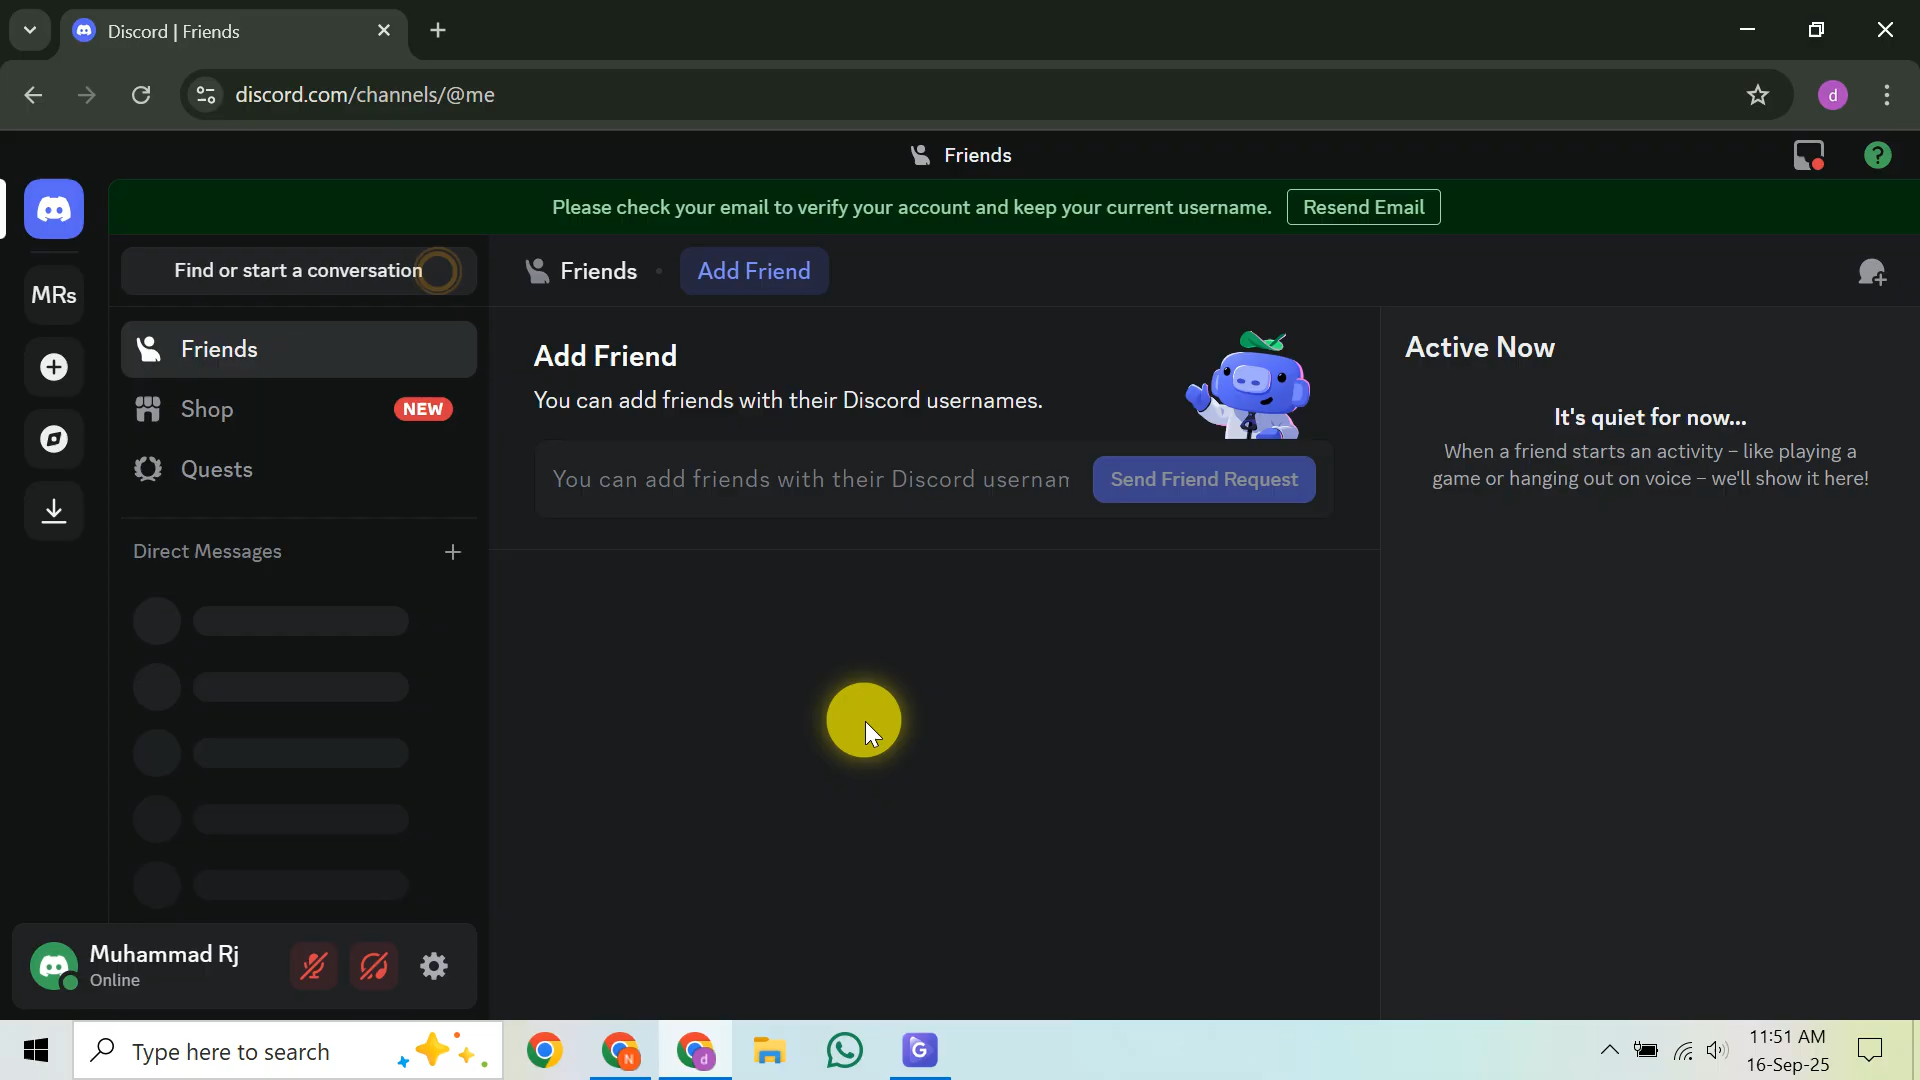 Discord | Friends
discord.com/channels/@me
d
Friends
?
Please check your email to verify your account and keep your current username.
Resend Email
Find or start a conversation
Friends
Add Friend
MRs
Friends
Shop
NEW
Quests
Direct Messages
Add Friend
You can add friends with their Discord usernames.
You can add friends with their Discord usernam
Send Friend Request
Active Now
It's quiet for now...
When a friend starts an activity – like playing a
game or hanging out on voice – we'll show it here!
Muhammad Rj
Online
Type here to search
N
d
G
11:51 AM
16-Sep-25